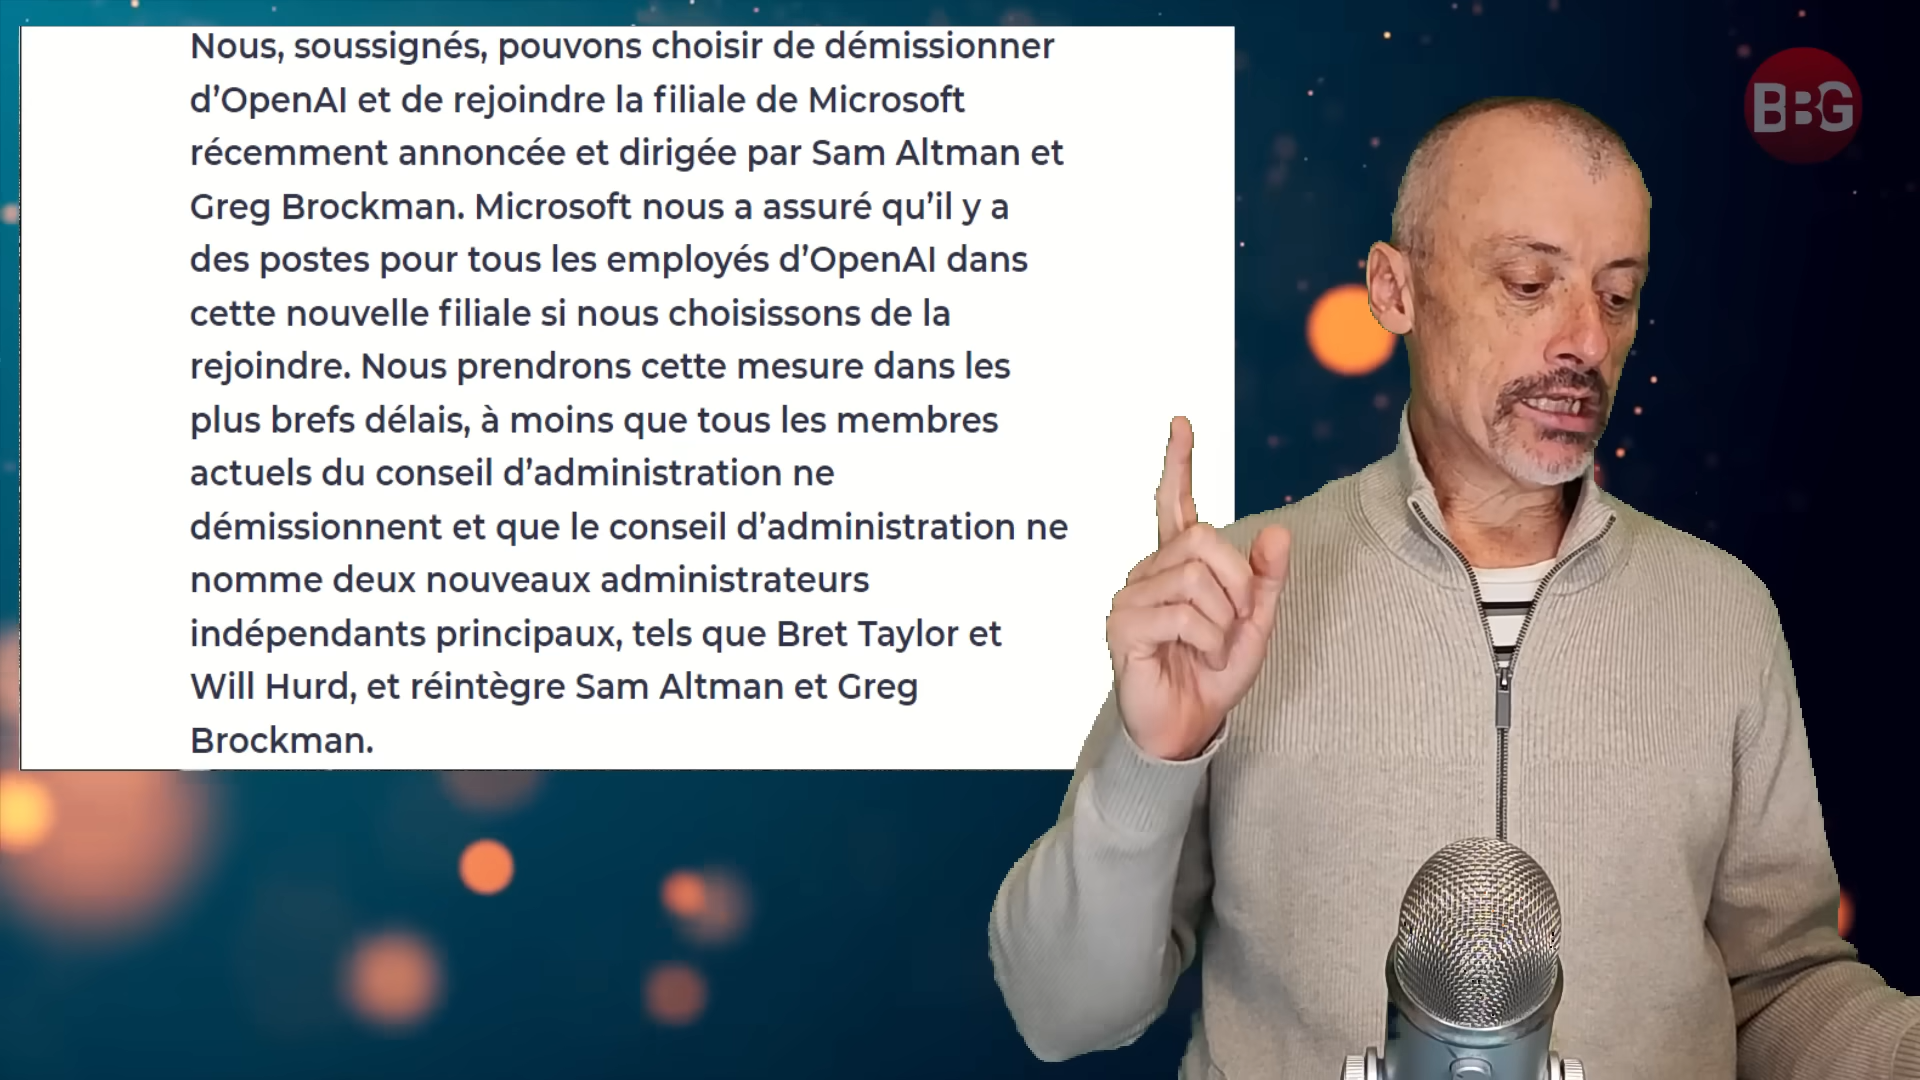 Nous, soussignés, pouvons choisir de démissionner
d’OpenAI et de rejoindre la filiale de Microsoft
récemment annoncée et dirigée par Sam Altman et
Greg Brockman. Microsoft nous a assuré qu’il y a
des postes pour tous les employés d’OpenAI dans
cette nouvelle filiale si nous choisissons de la
rejoindre. Nous prendrons cette mesure dans les
plus brefs délais, à moins que tous les membres
actuels du conseil d’administration ne
démissionnent et que le conseil d’administration ne
nomme deux nouveaux administrateurs
indépendants principaux, tels que Bret Taylor et
Will Hurd, et réintègre Sam Altman et Greg
Brockman.
BBG